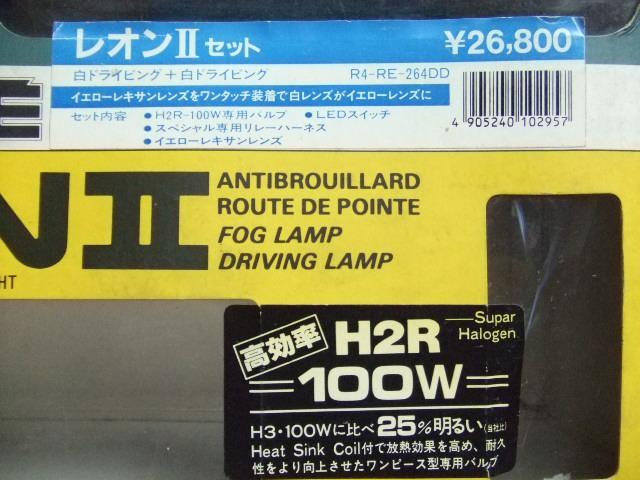 レオンⅡセット
¥26,800
白ドライビング＋白ドライビング
R4-RE-264DD
イエローレキサンレンズをワンタッチ装着で白レンズがイエローレンズに
セット内容 ●H2R-100W専用バルブ ●LEDスイッチ
●スペシャル専用リレーハーネス
●イエローレキサンレンズ
4 905240 102957
N II
ANTIBROUILLARD
ROUTE DE POINTE
FOG LAMP
DRIVING LAMP
HT
高効率
H2R
Supar
Halogen
100W
H3・100Wに比べ25%明るい(当社比)
Heat Sink Coil付で放熱効果を高め、耐久
性をより向上させたワンピース型専用バルブ